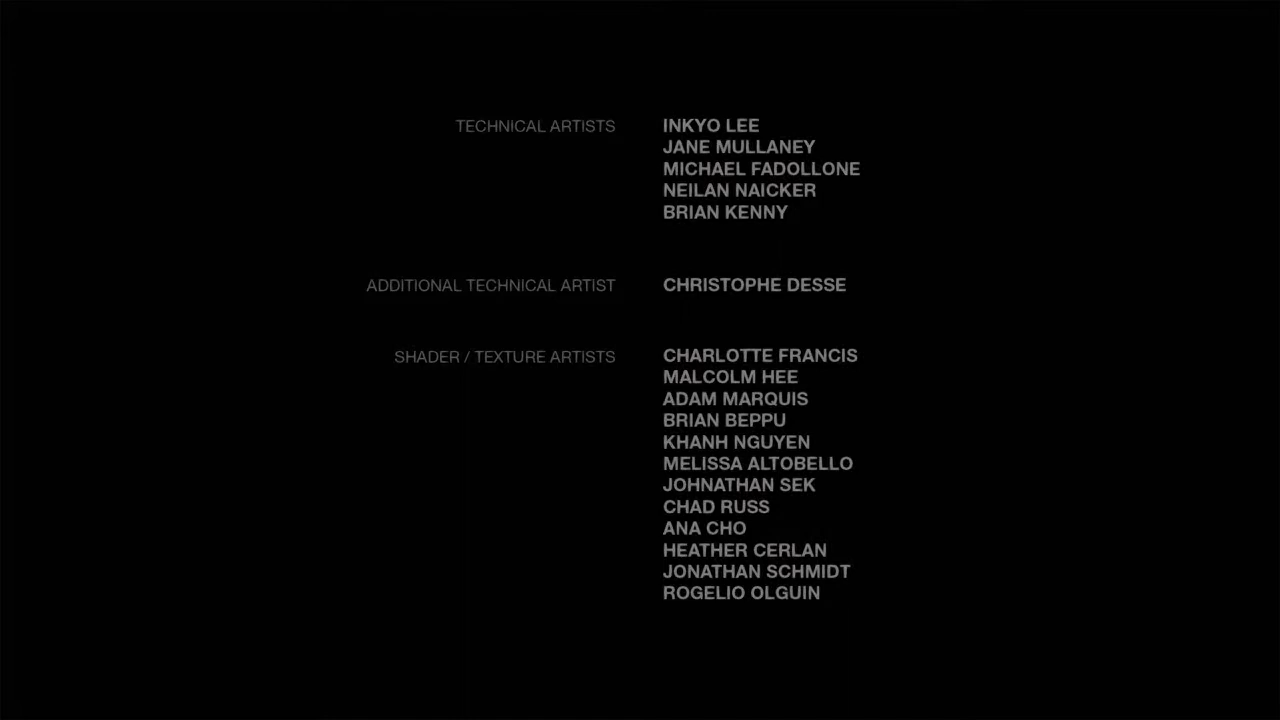 TECHNICAL ARTISTS INKYO LEE
JANE MULLANEY
MICHAEL FADOLLONE
NEILAN NAICKER
BRIAN KENNY
ADDITIONAL TECHNICAL ARTIST CHRISTOPHE DESSE
SHADER / TEXTURE ARTISTS CHARLOTTE FRANCIS
MALCOLM HEE
ADAM MARQUIS
BRIAN BEPPU
KHANH NGUYEN
MELISSA ALTOBELLO
JOHNATHAN SEK
CHAD RUSS
ANA CHO
HEATHER CERLAN
JONATHAN SCHMIDT
ROGELIO OLGUIN